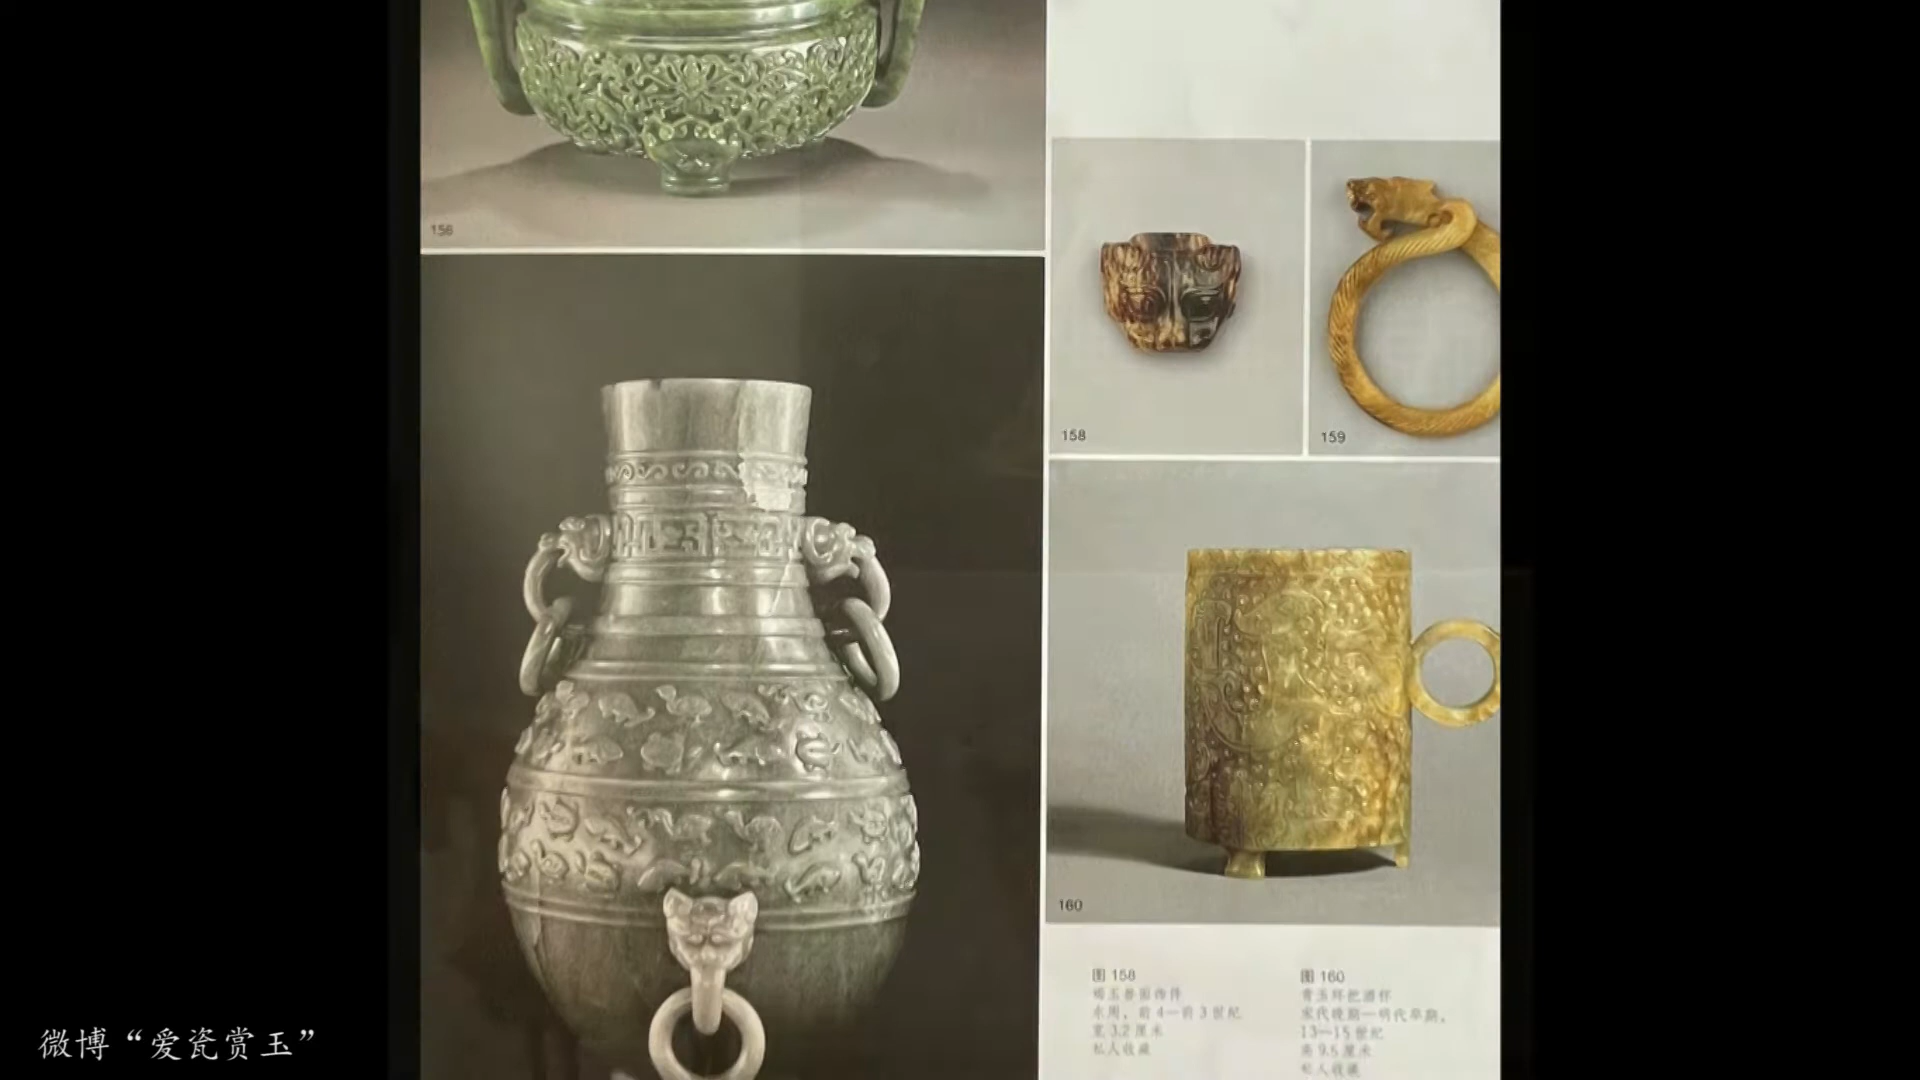 156
158
159
160
图 158
褐玉兽面饰件
东周，前 4—前 3 世纪
宽 3.2 厘米
私人收藏
图 160
青玉环把酒杯
宋代晚期—明代早期，
13—15 世纪
高 9.5 厘米
私人收藏
微博“爱瓷赏玉”